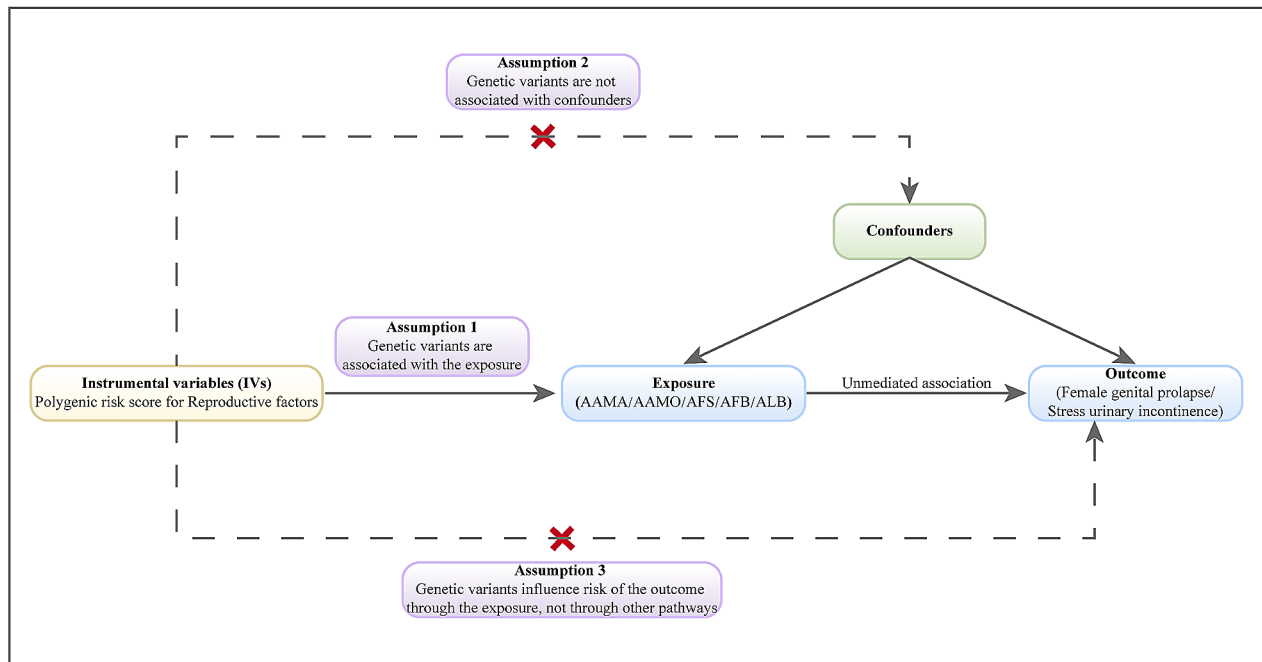 Assumption 2
Genetic variants are not
associated with confounders
Confounders
Assumption 1
Genetic variants are
associated with the exposure
Instrumental variables (IVs)
Polygenic risk score for Reproductive factors
Exposure
(AAMA/AAMO/AFS/AFB/ALB)
Unmediated association
Outcome
(Female genital prolapse/
Stress urinary incontinence)
Assumption 3
Genetic variants influence risk of the outcome
through the exposure, not through other pathways